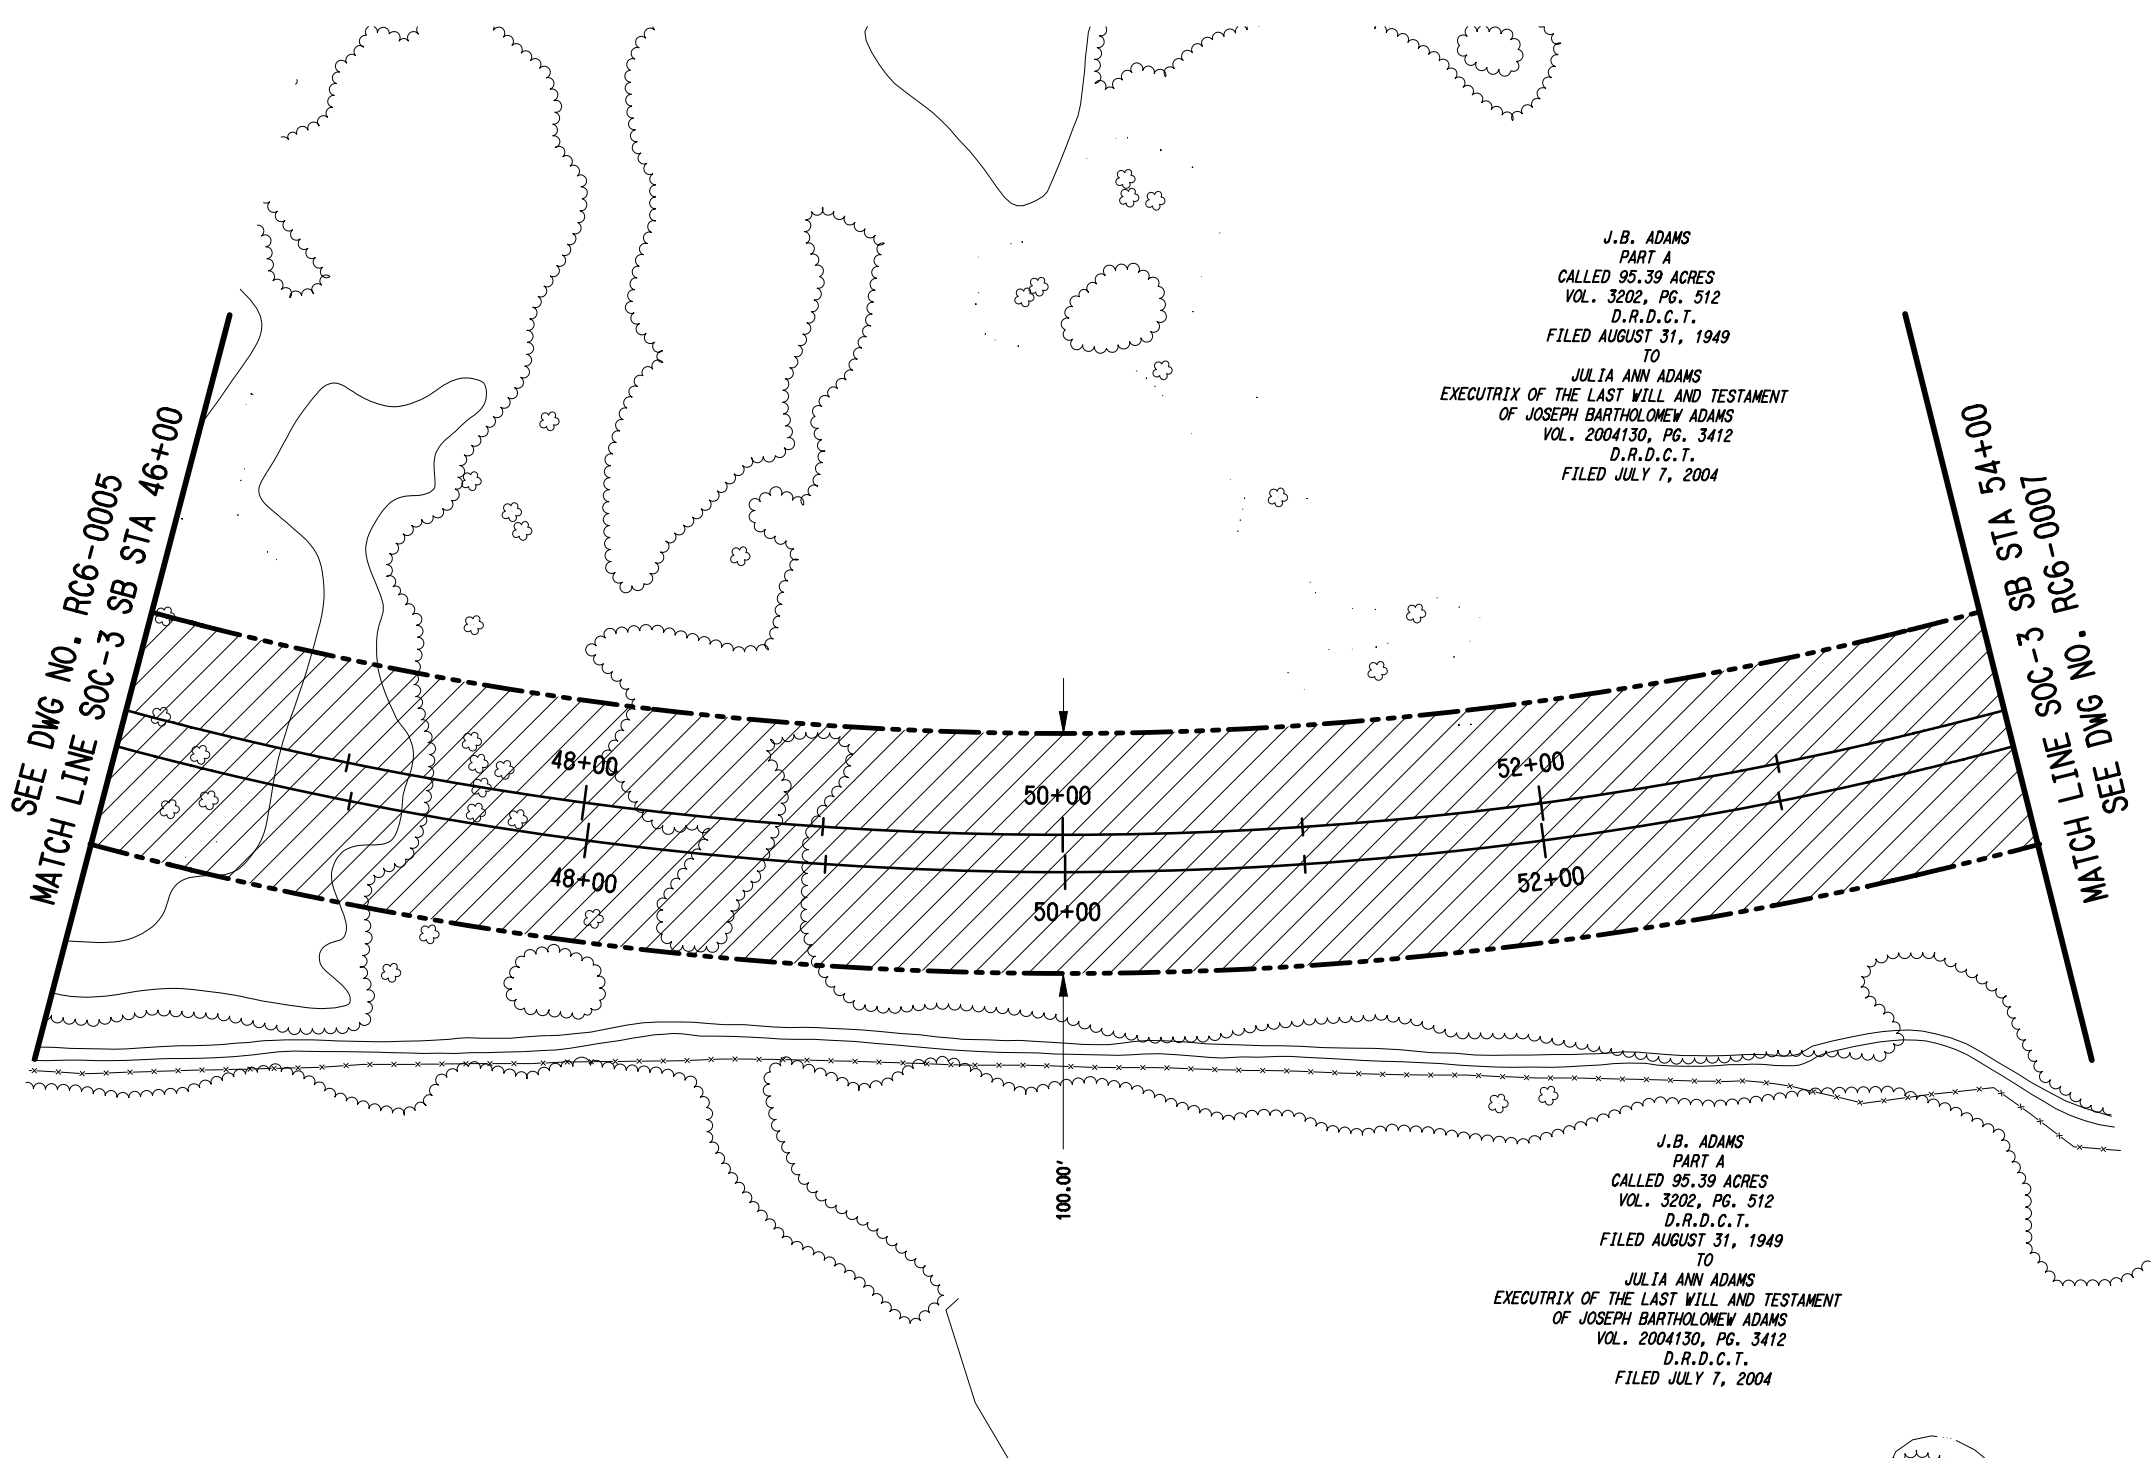 J.B. ADAMS
PART A
CALLED 95.39 ACRES
VOL. 3202, PG. 512
D.R.D.C.T.
FILED AUGUST 31, 1949
TO
JULIA ANN ADAMS
EXECUTRIX OF THE LAST WILL AND TESTAMENT
OF JOSEPH BARTHOLOMEW ADAMS
VOL. 2004130, PG. 3412
D.R.D.C.T.
FILED JULY 7, 2004
SEE DWG NO. RC6-0005
MATCH LINE SOC-3 SB STA 46+00
MATCH LINE SOC-3 SB STA 54+00
SEE DWG NO. RC6-0007
48+00
50+00
52+00
48+00
50+00
52+00
100.00'
J.B. ADAMS
PART A
CALLED 95.39 ACRES
VOL. 3202, PG. 512
D.R.D.C.T.
FILED AUGUST 31, 1949
TO
JULIA ANN ADAMS
EXECUTRIX OF THE LAST WILL AND TESTAMENT
OF JOSEPH BARTHOLOMEW ADAMS
VOL. 2004130, PG. 3412
D.R.D.C.T.
FILED JULY 7, 2004